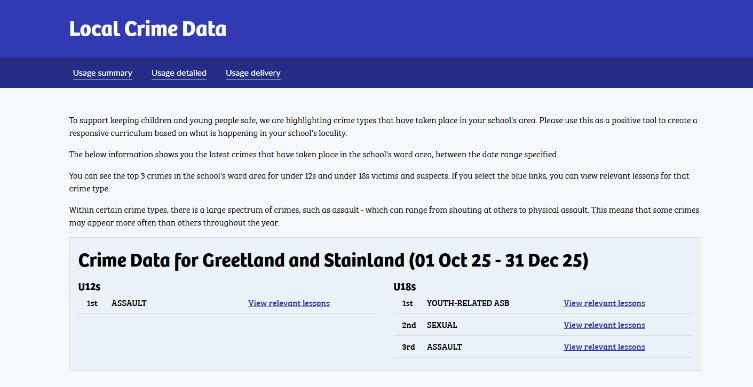 Local Crime Data
Usage summary Usage detailed Usage delivery
To support keeping children and young people safe, we are highlighting crime types that have taken place in your school's area. Please use this as a positive tool to create a
responsive curriculum based on what is happening in your school's locality.
The below information shows you the latest crimes that have taken place in the school's ward area, between the date range specified.
You can see the top 3 crimes in the school's ward area for under 12s and under 18s victims and suspects. If you select the blue links, you can view relevant lessons for that
crime type.
Within certain crime types, there is a large spectrum of crimes, such as assault - which can range from shouting at others to physical assault. This means that some crimes
may appear more often than others throughout the year.
Crime Data for Greetland and Stainland (01 Oct 25 - 31 Dec 25)
U12s
1st ASSAULT View relevant lessons
U18s
1st YOUTH-RELATED ASB View relevant lessons
2nd SEXUAL View relevant lessons
3rd ASSAULT View relevant lessons